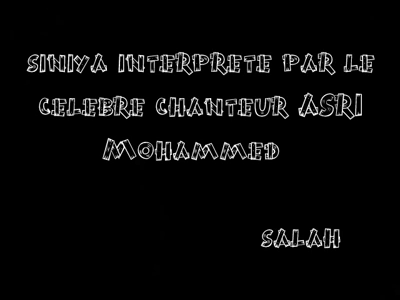 SINIYA INTERPRETE PAR LE
CELEBRE CHANTEUR ASRI
MOHAMMED
SALAH